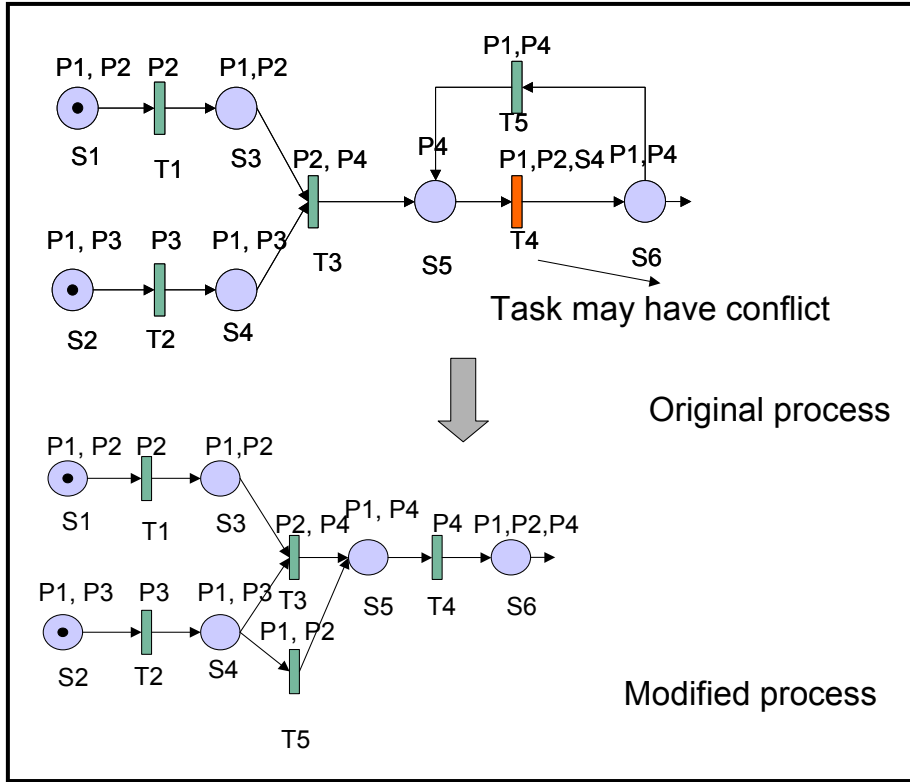 P1,P4
P1, P2 P2 P1,P2
T5
S1 T1 S3
P2, P4 P4 P1,P2,S4 P1,P4
P1, P3 P3 P1, P3
T3 S5 T4 S6
S2 T2 S4
Task may have conflict
Original process
P1, P2 P2 P1,P2
S1 T1 S3
P2, P4 P1, P4 P4 P1,P2,P4
P1, P3 P3 P1, P3
T3 S5 T4 S6
P1, P2
S2 T2 S4
Modified process
T5